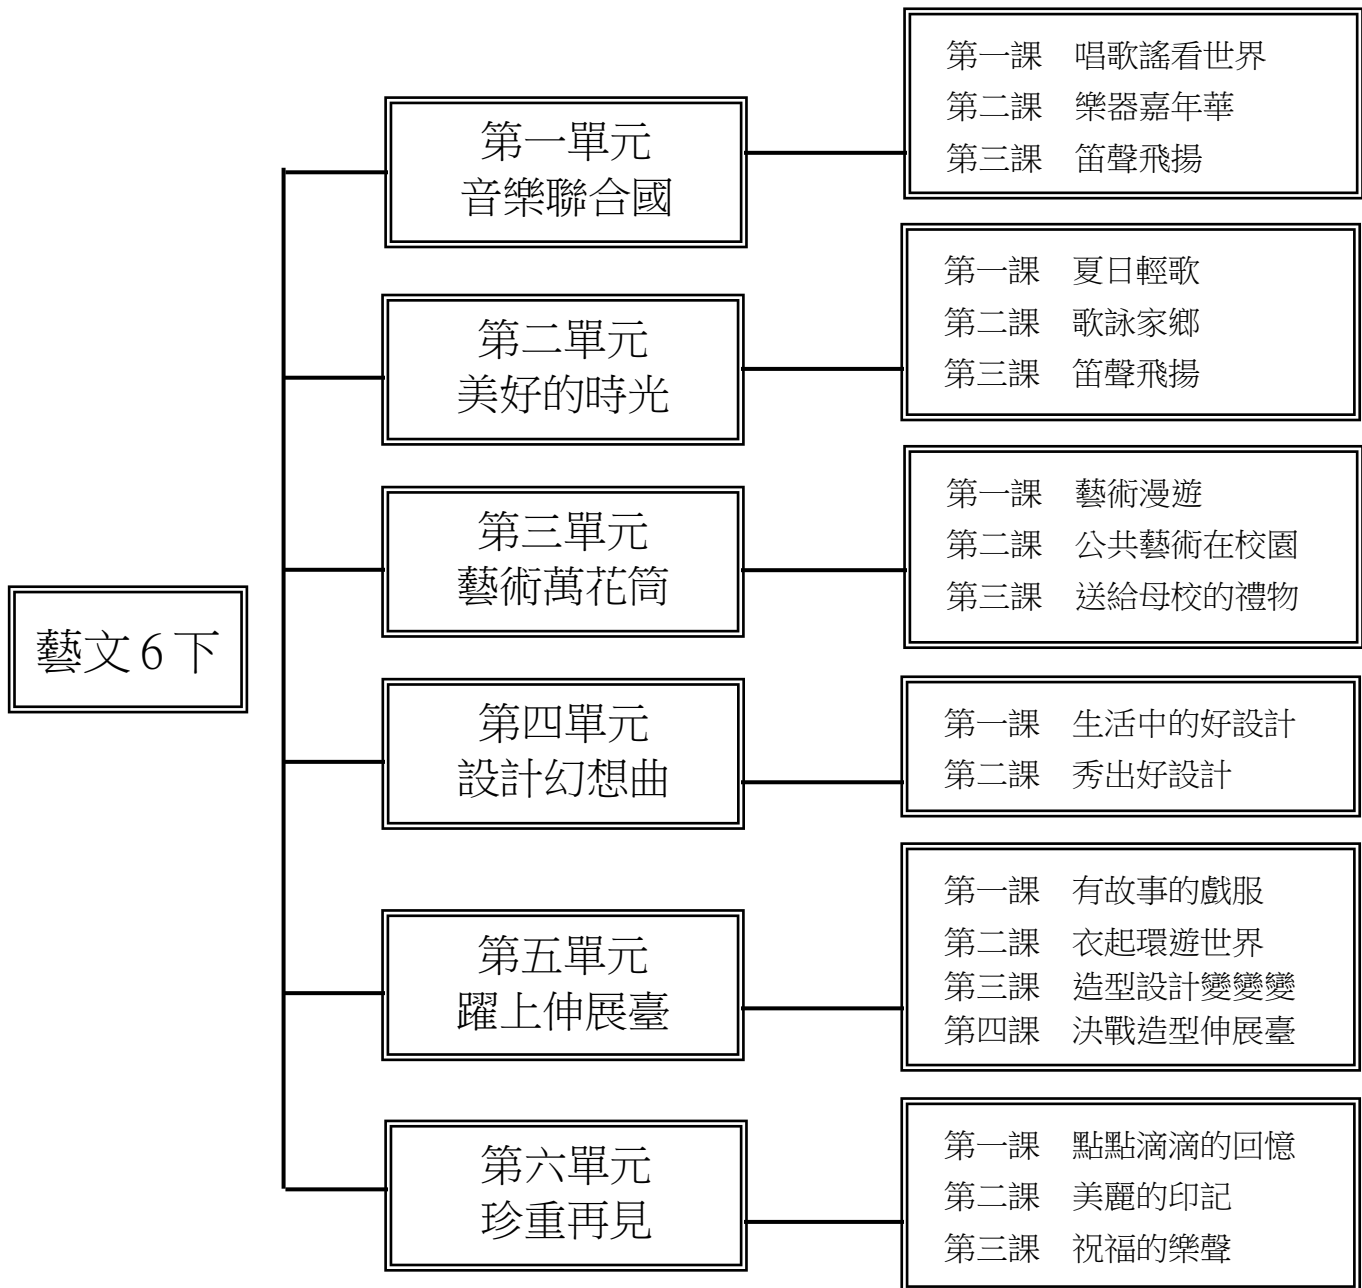 藝文6下
第一單元
音樂聯合國
第一課　唱歌謠看世界
第二課　樂器嘉年華
第三課　笛聲飛揚
第二單元
美好的時光
第一課　夏日輕歌
第二課　歌詠家鄉
第三課　笛聲飛揚
第三單元
藝術萬花筒
第一課　藝術漫遊
第二課　公共藝術在校園
第三課　送給母校的禮物
第四單元
設計幻想曲
第一課　生活中的好設計
第二課　秀出好設計
第五單元
躍上伸展臺
第一課　有故事的戲服
第二課　衣起環遊世界
第三課　造型設計變變變
第四課　決戰造型伸展臺
第六單元
珍重再見
第一課　點點滴滴的回憶
第二課　美麗的印記
第三課　祝福的樂聲